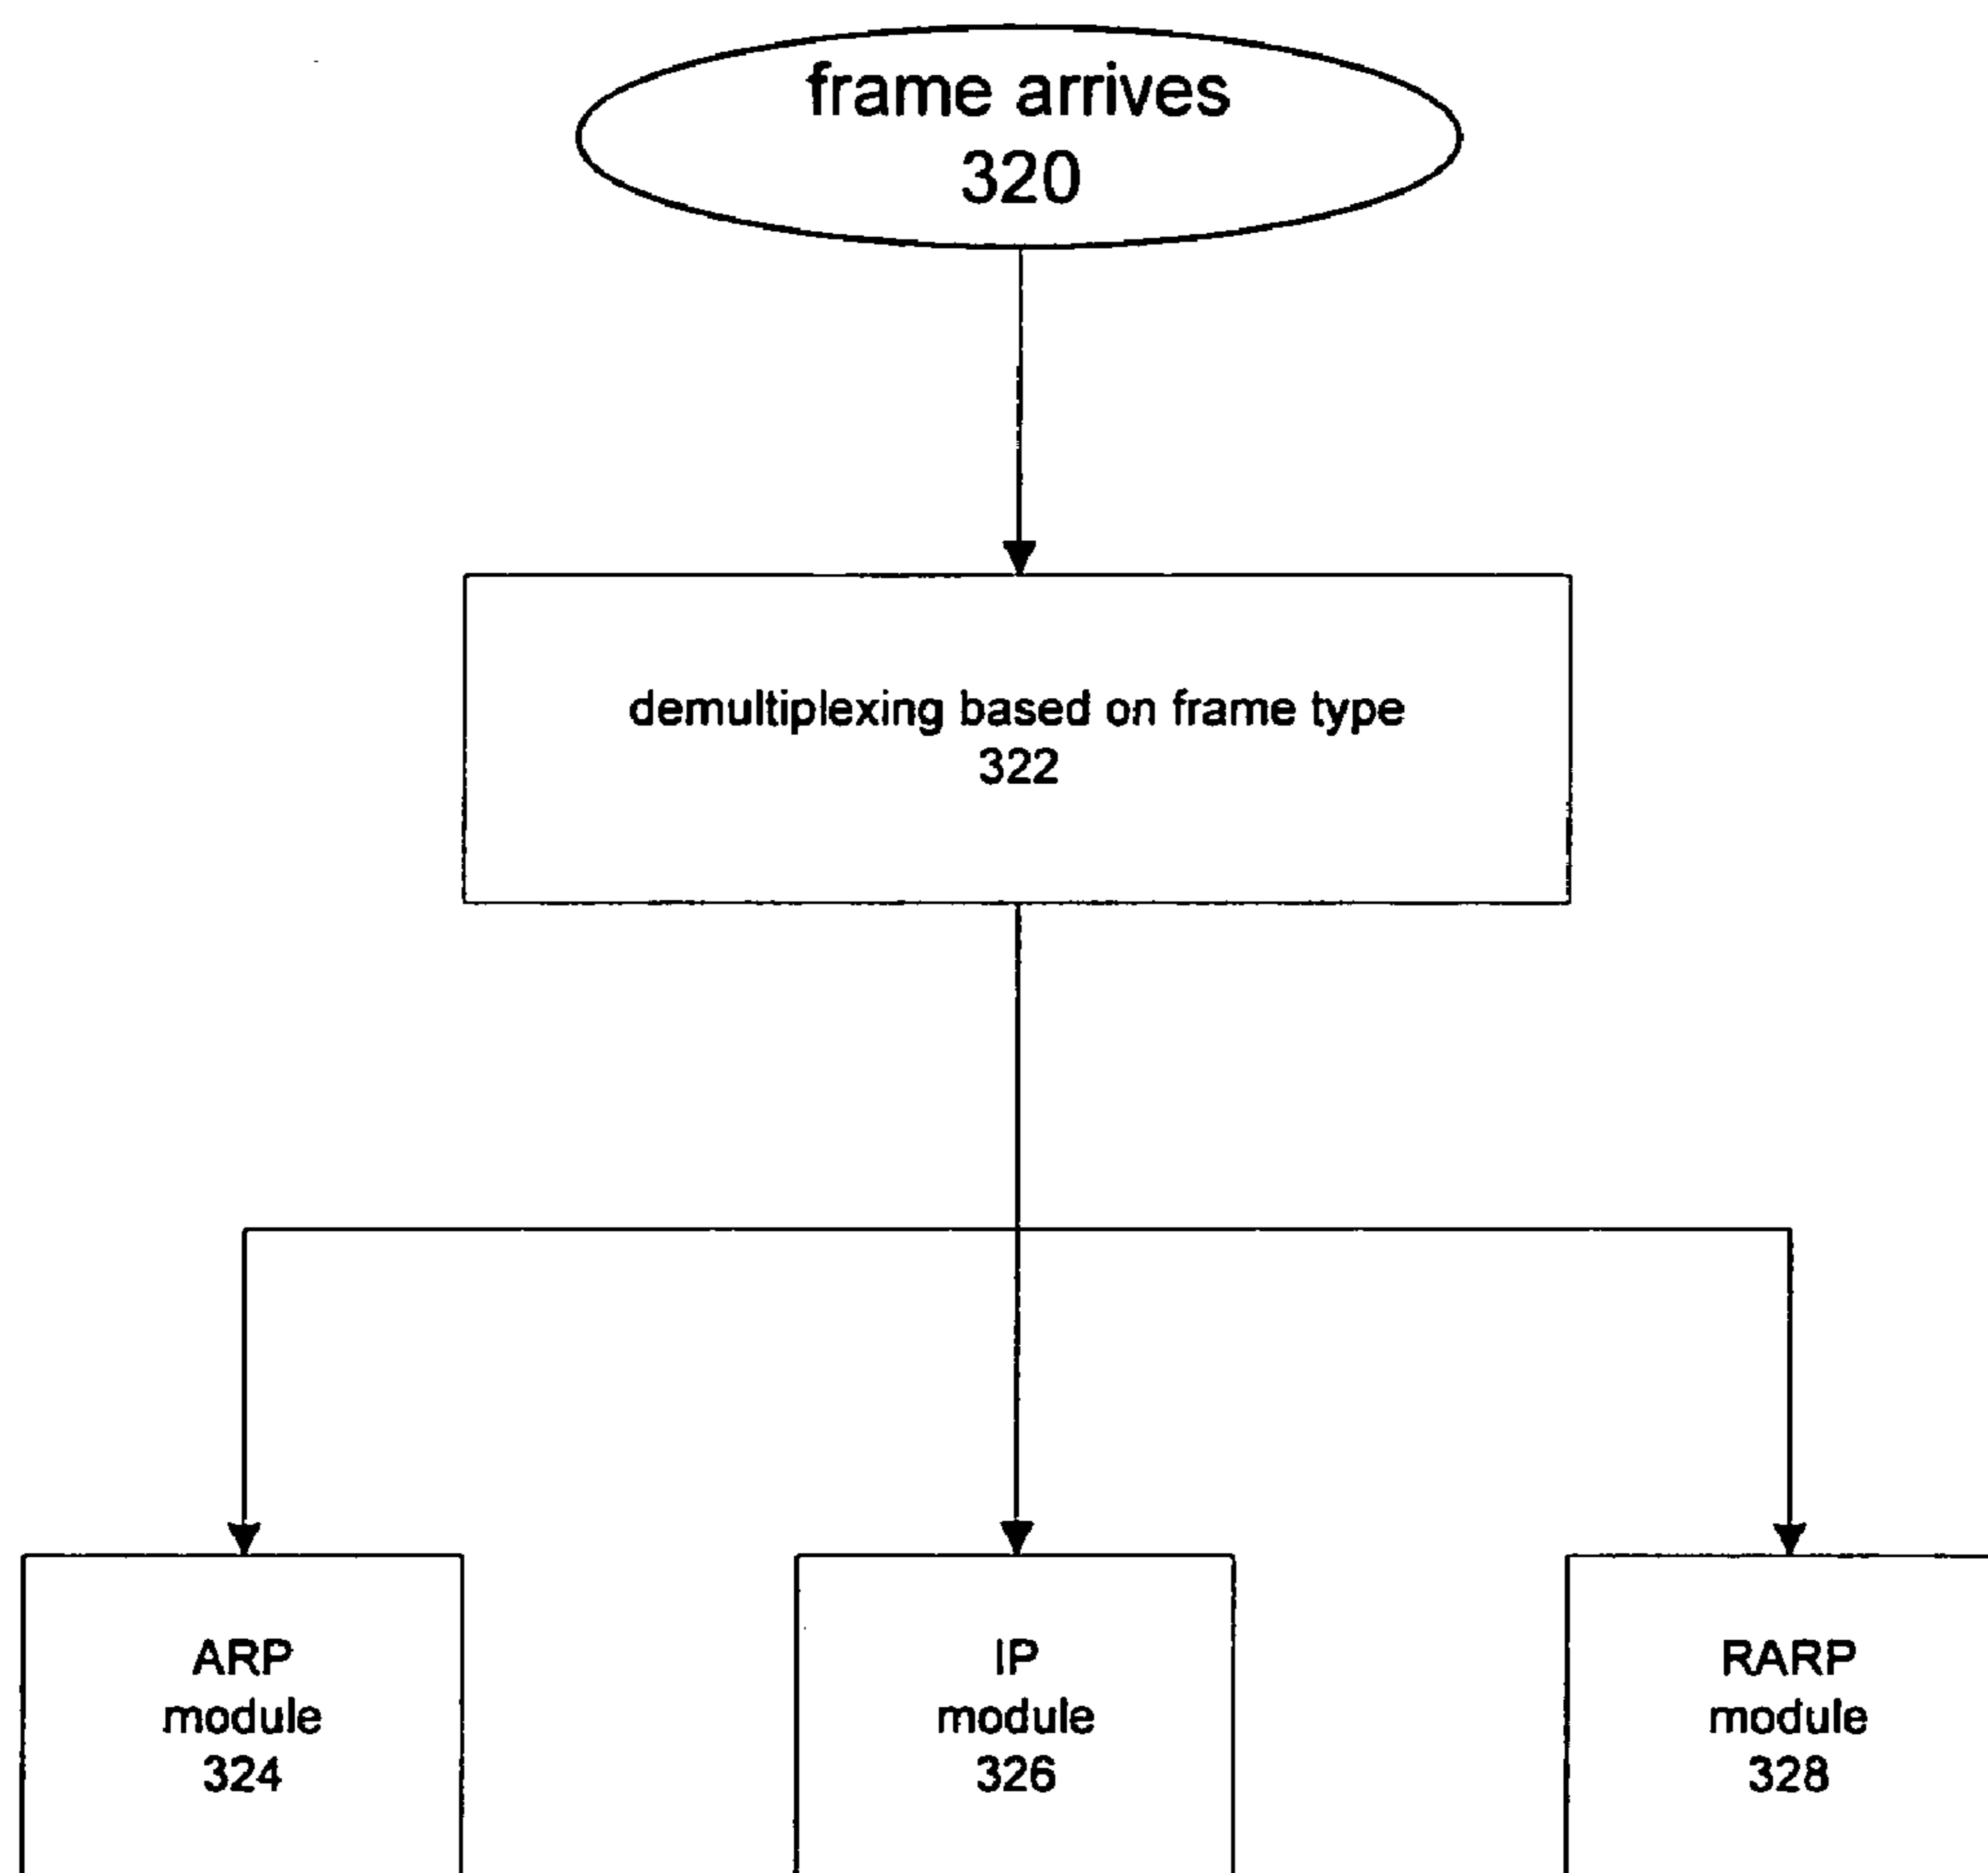 frame arrives
320
demultiplexing based on frame type
322
ARP
module
324
IP
module
326
RARP
module
328